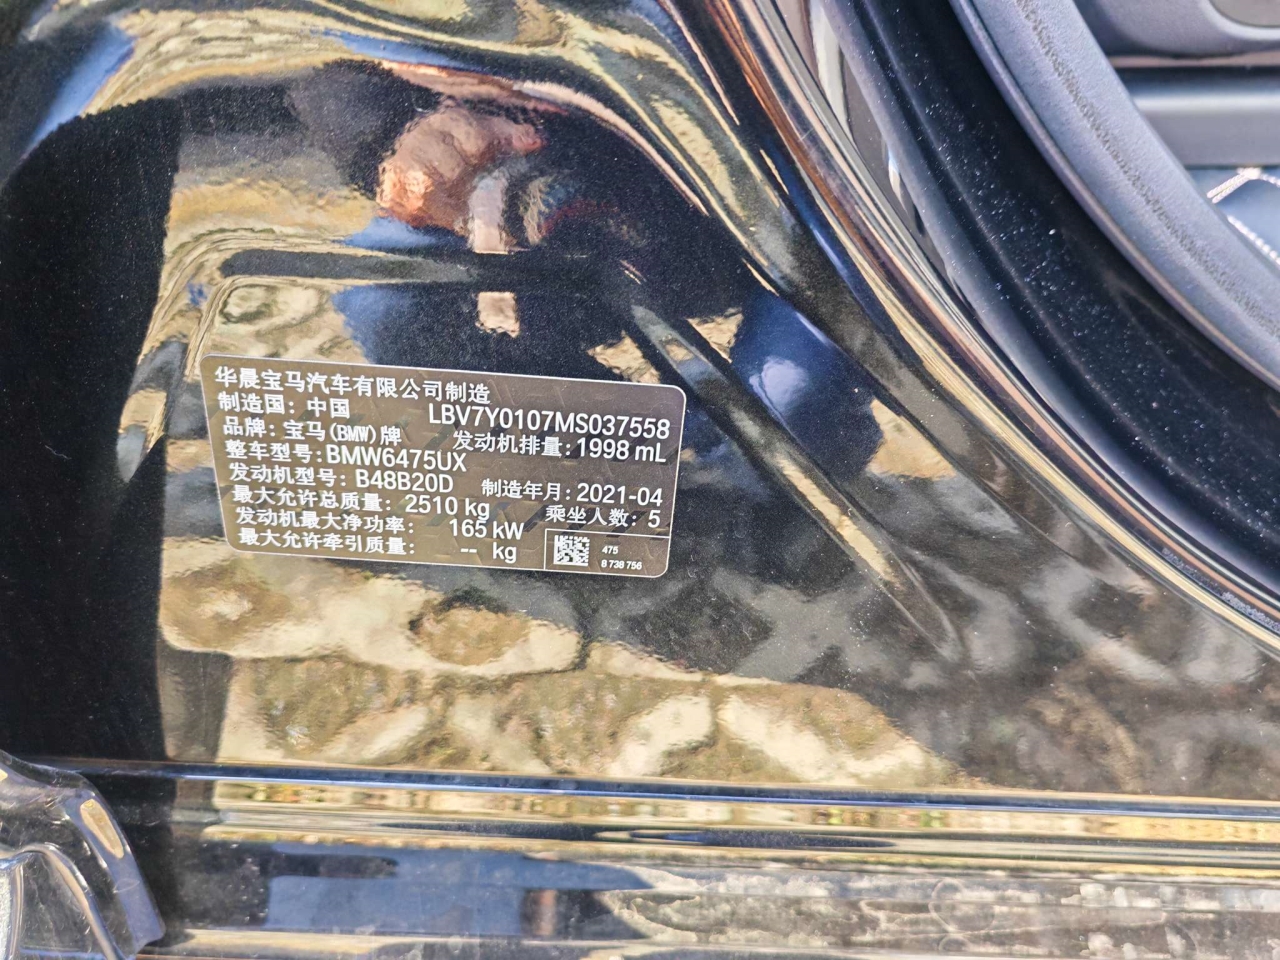 华晨宝马汽车有限公司制造
制造国：中国 LBV7Y0107MS037558
品牌：宝马(BMW)牌 发动机排量：1998 mL
整车型号：BMW6475UX
发动机型号：B48B20D 制造年月：2021-04
最大允许总质量：2510 kg 乘坐人数：5
发动机最大净功率： 165 kW
最大允许牵引质量： -- kg
475
8 738 756